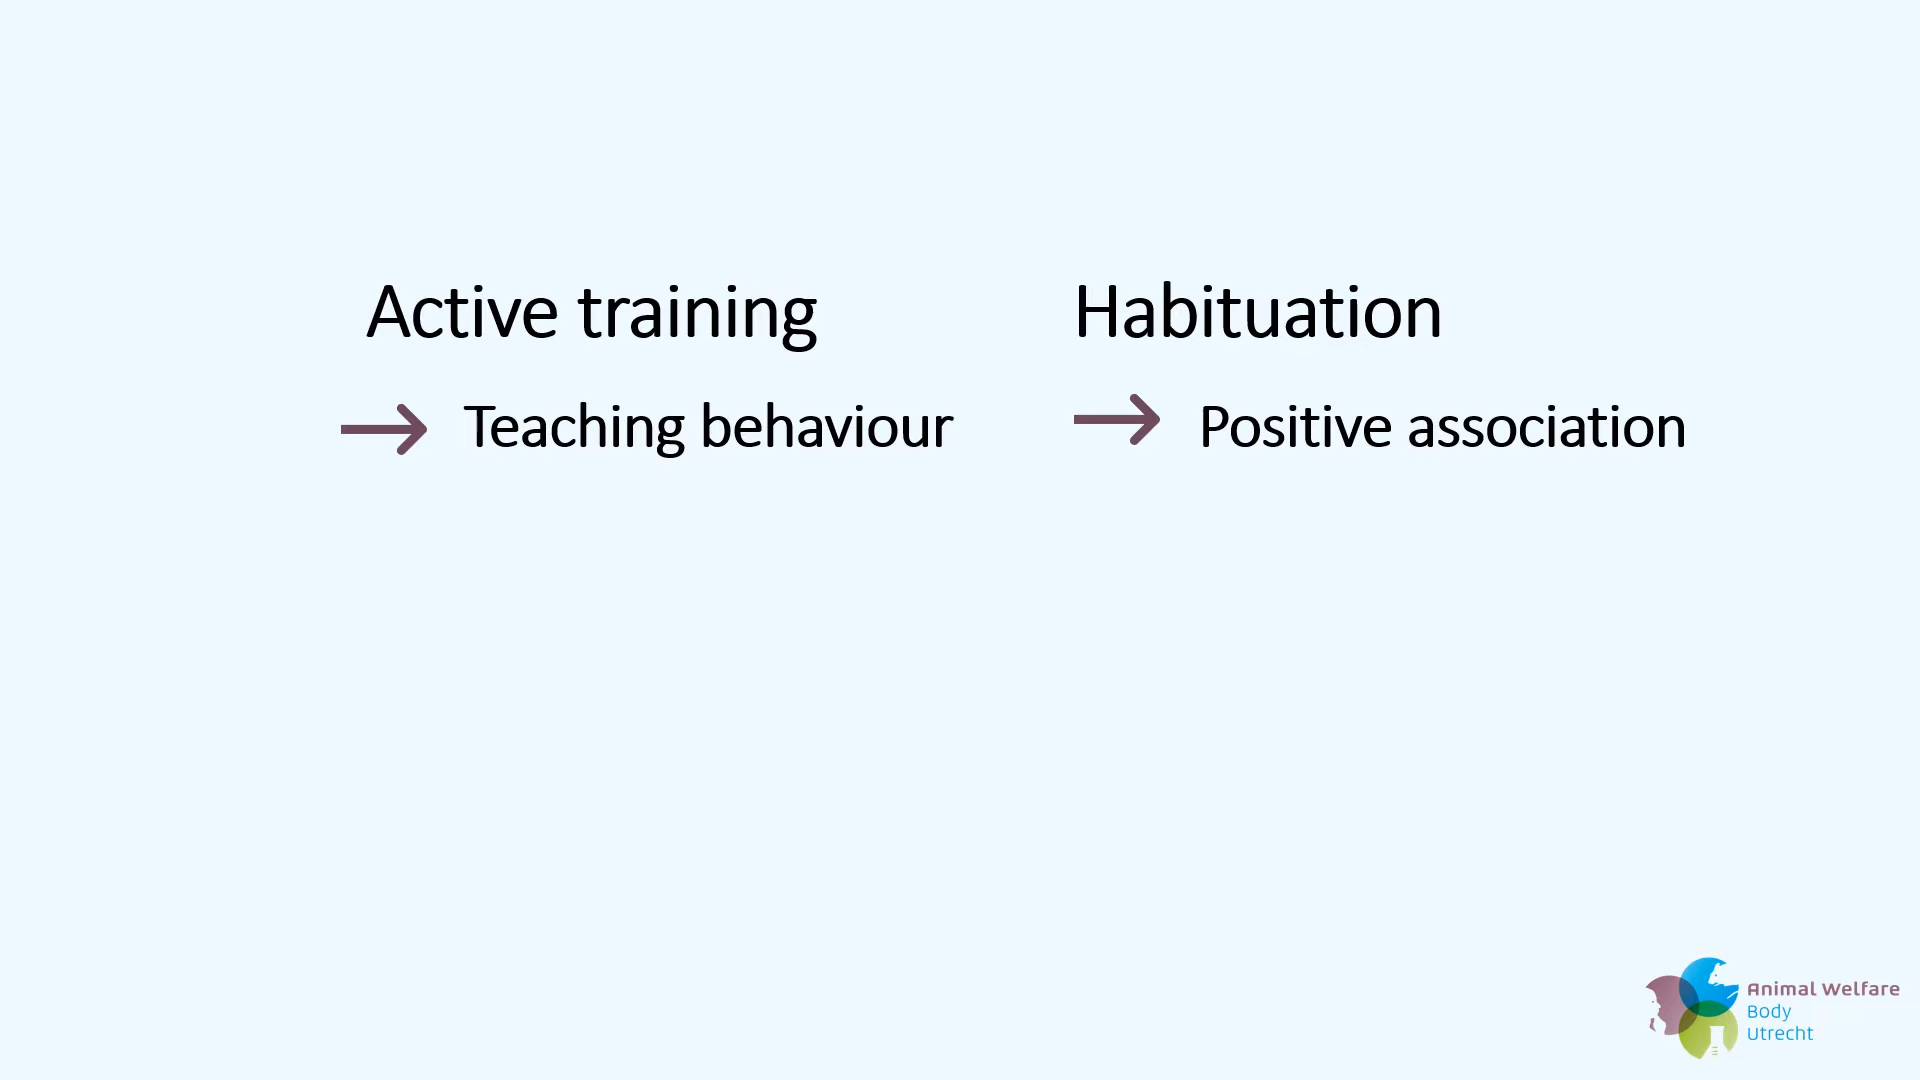 Active training
Teaching behaviour
Habituation
Positive association
Animal Welfare
Body
Utrecht